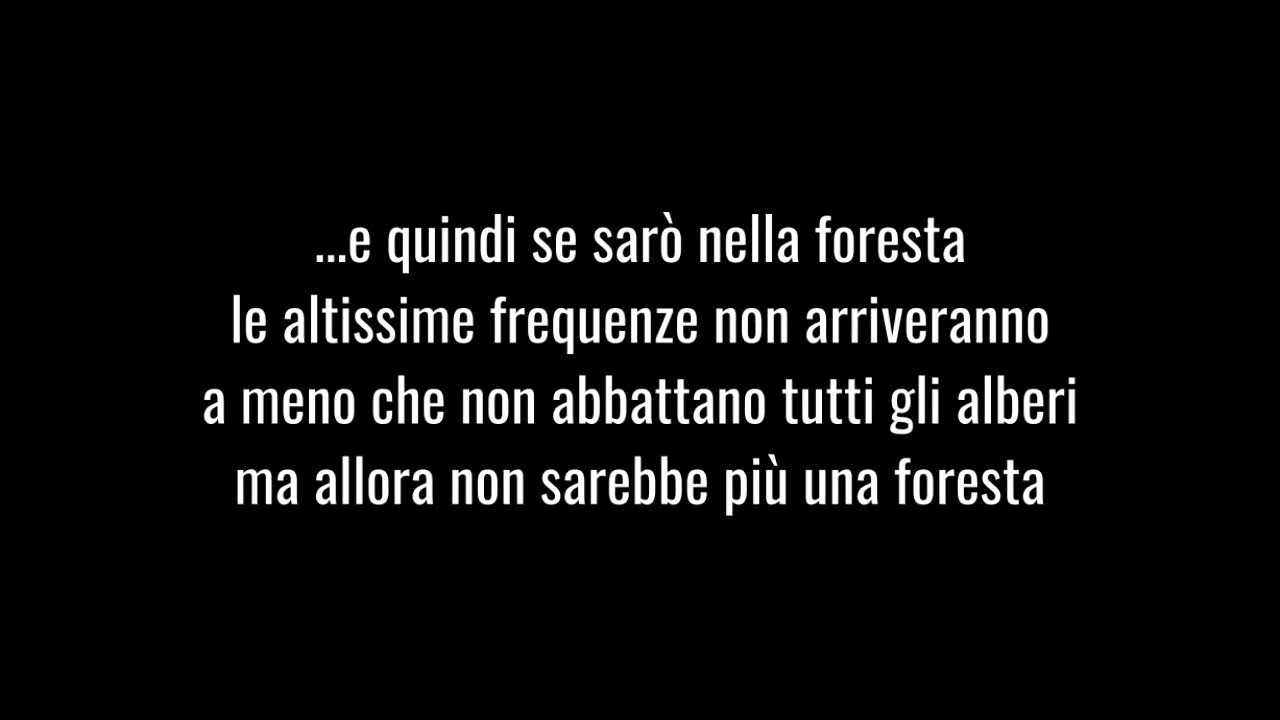 ...e quindi se sarò nella foresta
le altissime frequenze non arriveranno
a meno che non abbattano tutti gli alberi
ma allora non sarebbe più una foresta